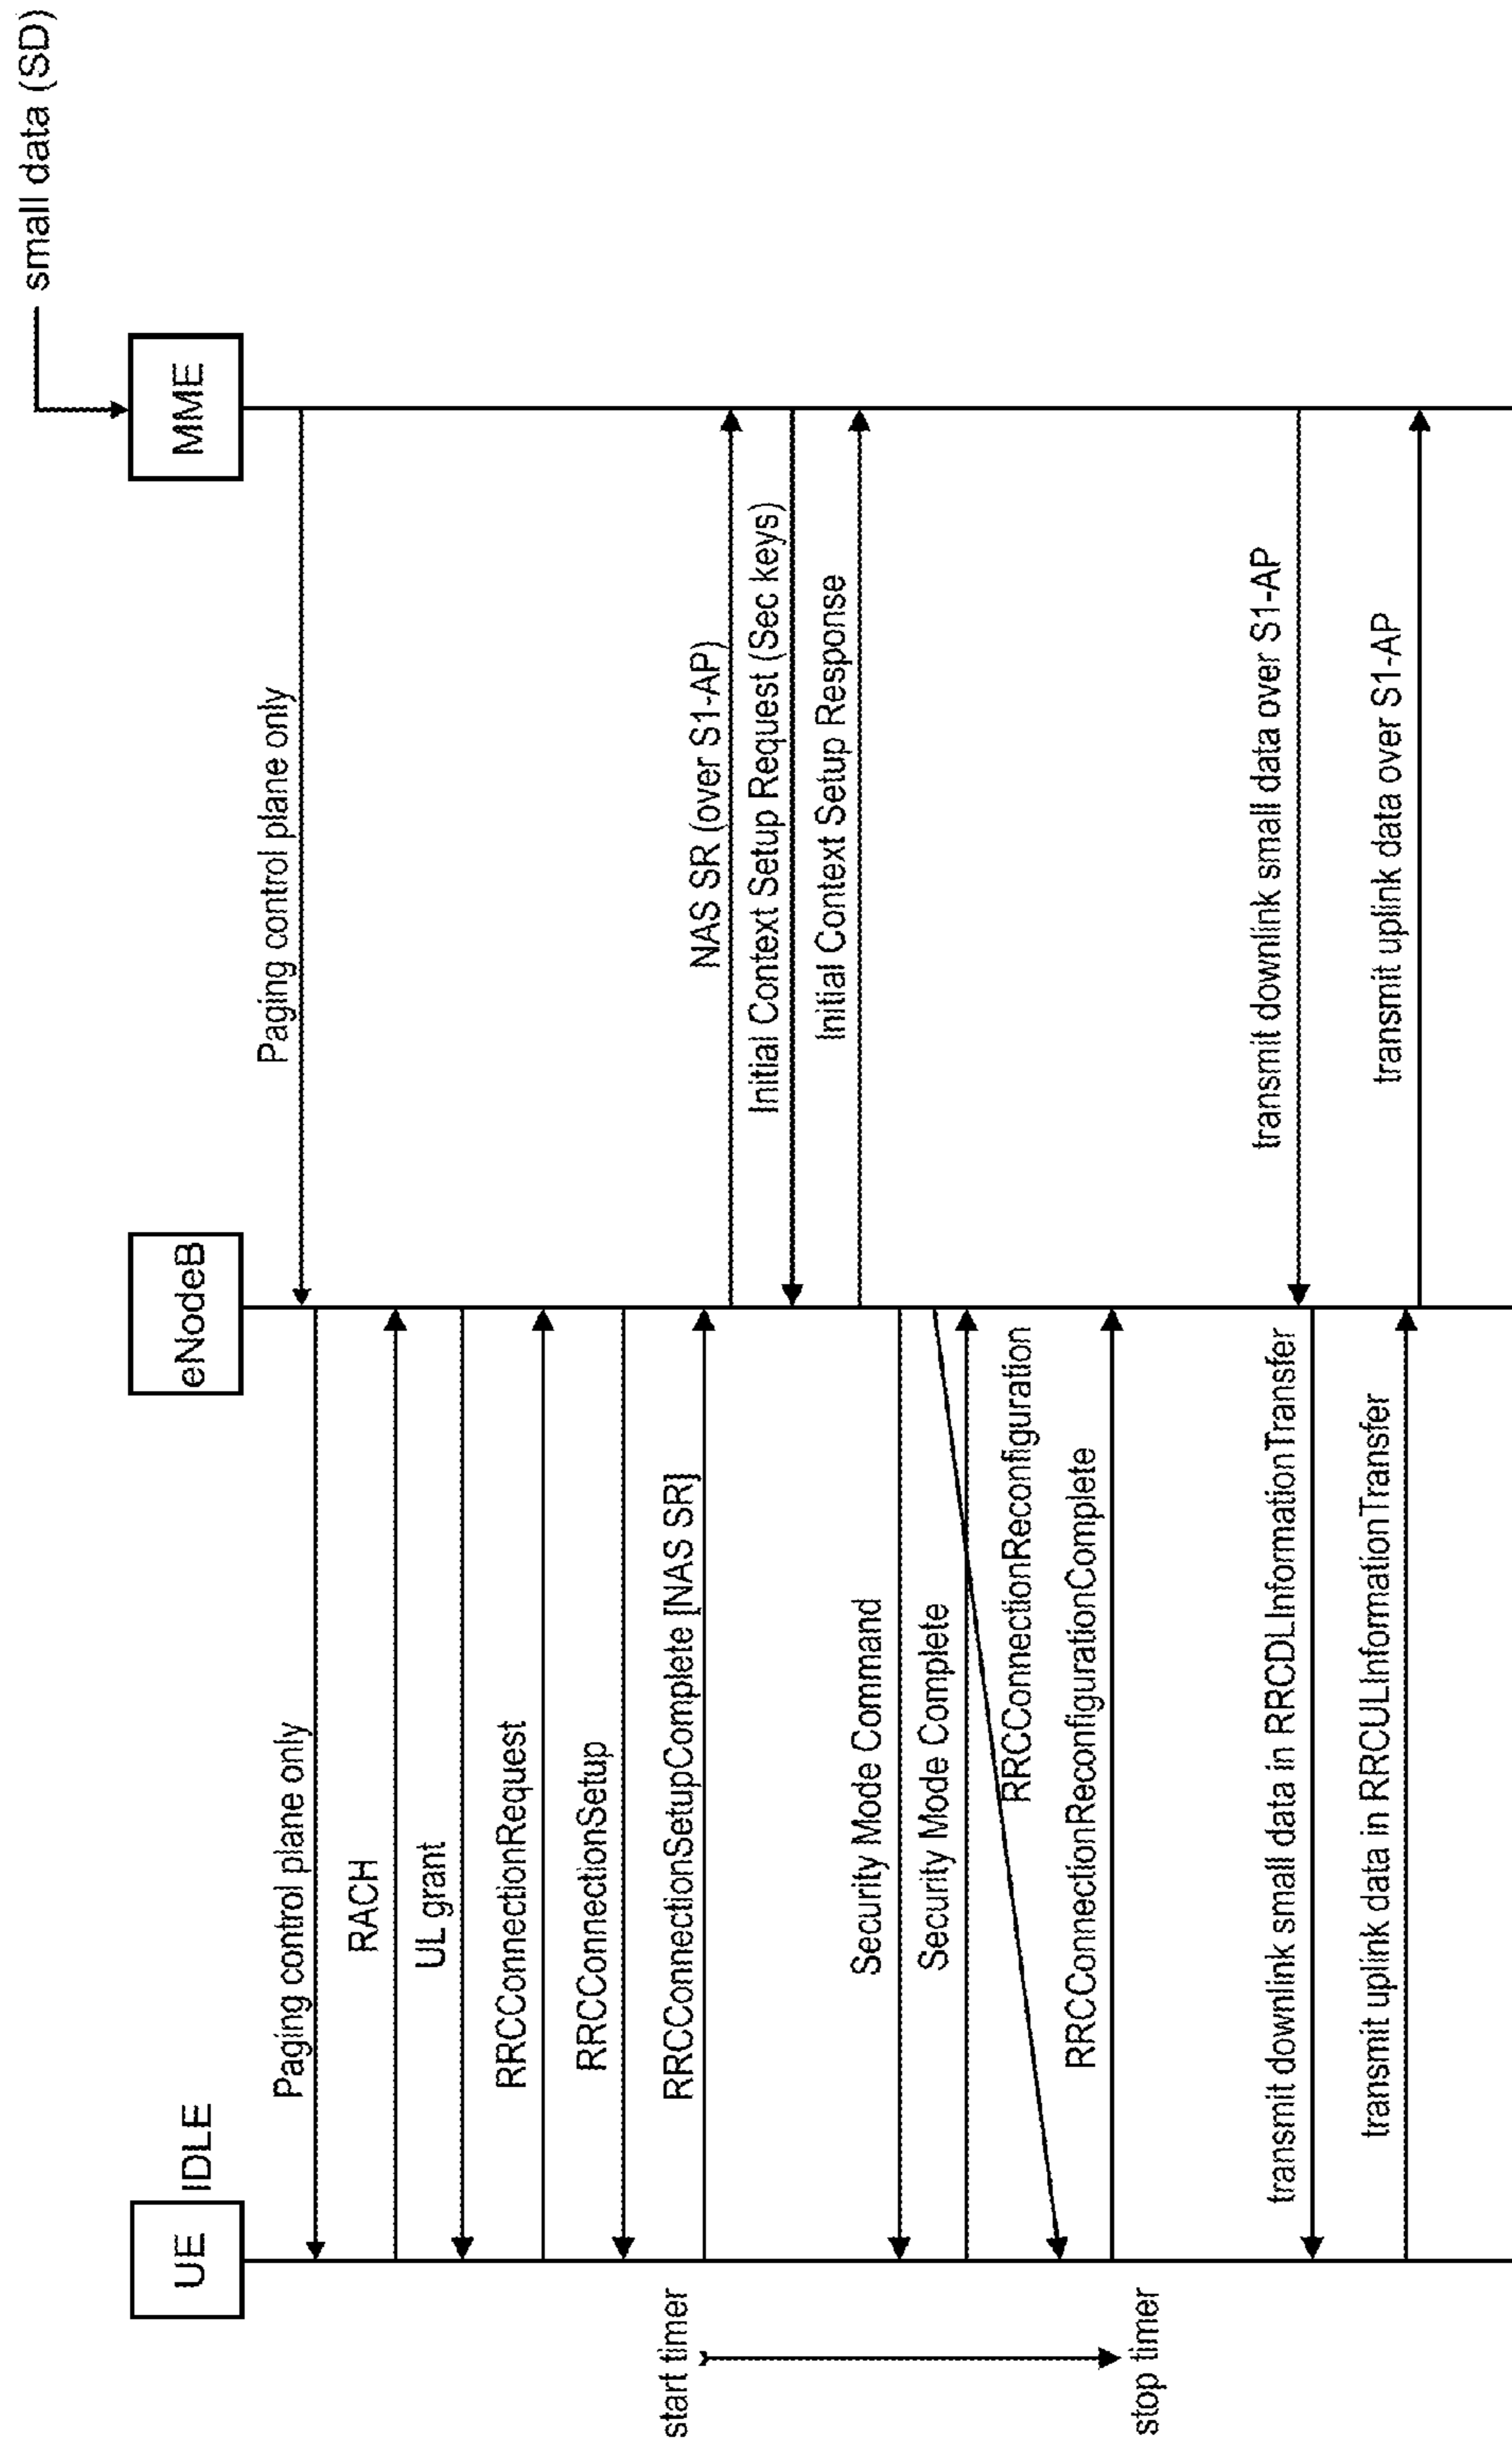 small data (SD)
UE
IDLE
eNodeB
MME
Paging control plane only
Paging control plane only
RACH
UL grant
RRCConnectionRequest
RRCConnectionSetup
start timer
RRCConnectionSetupComplete [NAS SR]
NAS SR (over S1-AP)
Initial Context Setup Request (Sec keys)
Initial Context Setup Response
Security Mode Command
Security Mode Complete
RRCConnectionReconfiguration
RRCConnectionReconfigurationComplete
stop timer
transmit downlink small data over S1-AP
transmit downlink small data in RRCDLInformationTransfer
transmit uplink data in RRCULInformationTransfer
transmit uplink data over S1-AP